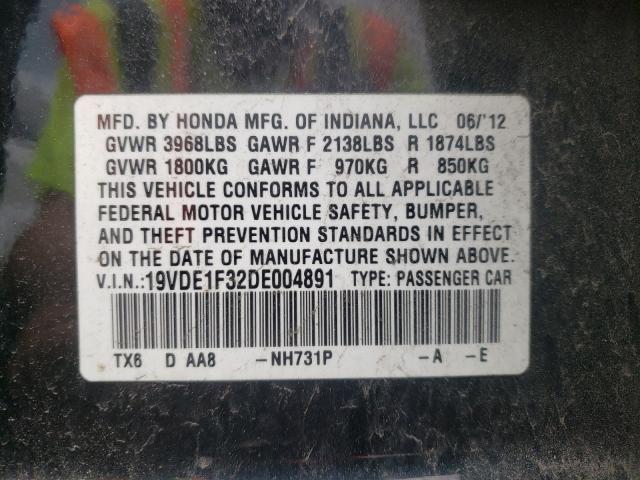 MFD. BY HONDA MFG. OF INDIANA, LLC 06/'12
GVWR 3968LBS GAWR F 2138LBS R 1874LBS
GVWR 1800KG GAWR F 970KG R 850KG
THIS VEHICLE CONFORMS TO ALL APPLICABLE
FEDERAL MOTOR VEHICLE SAFETY, BUMPER,
AND THEFT PREVENTION STANDARDS IN EFFECT
ON THE DATE OF MANUFACTURE SHOWN ABOVE.
V.I.N.:19VDE1F32DE004891 TYPE: PASSENGER CAR
TX6 D AA8 -NH731P -A -E